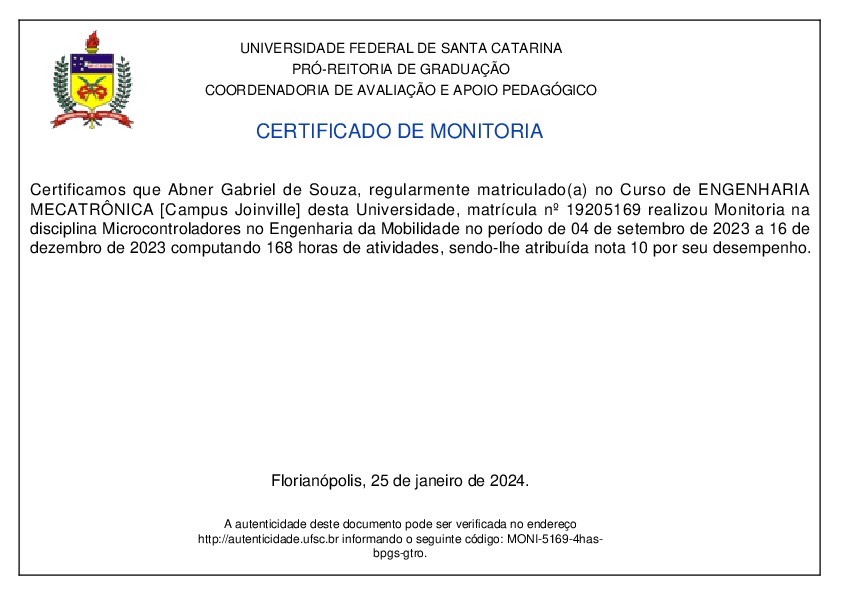 UNIVERSIDADE FEDERAL DE SANTA CATARINA
PRÓ-REITORIA DE GRADUAÇÃO
COORDENADORIA DE AVALIAÇÃO E APOIO PEDAGÓGICO
CERTIFICADO DE MONITORIA
Certificamos que Abner Gabriel de Souza, regularmente matriculado(a) no Curso de ENGENHARIA
MECATRÔNICA [Campus Joinville] desta Universidade, matrícula nº 19205169 realizou Monitoria na
disciplina Microcontroladores no Engenharia da Mobilidade no período de 04 de setembro de 2023 a 16 de
dezembro de 2023 computando 168 horas de atividades, sendo-lhe atribuída nota 10 por seu desempenho.
Florianópolis, 25 de janeiro de 2024.
A autenticidade deste documento pode ser verificada no endereço
http://autenticidade.ufsc.br informando o seguinte código: MONI-5169-4has-
bpgs-gtro.